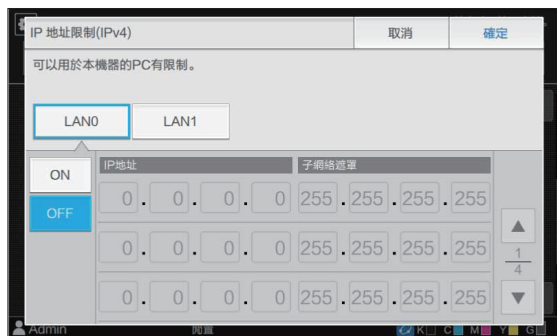 IP 地址限制(IPv4) 取消 確定
可以用於本機器的PC有限制。
LAN0 LAN1
ON IP地址 子網絡遮罩
OFF
0. 0. 0. 0 255.255.255.255
0. 0. 0. 0 255.255.255.255
1
4
0. 0. 0. 0 255.255.255.255
Admin 閒置 K C M Y G